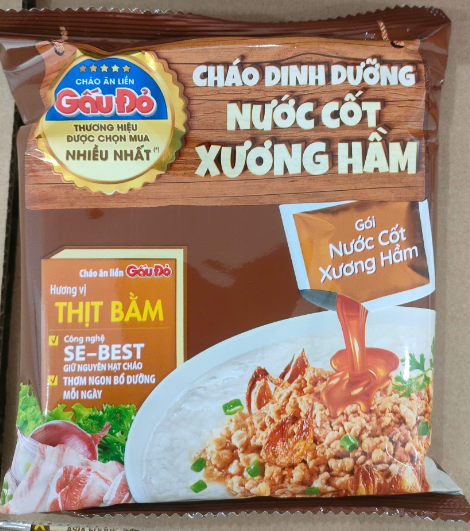 CHÁO ĂN LIỀN
Gấu Đỏ
THƯƠNG HIỆU
ĐƯỢC CHỌN MUA
NHIỀU NHẤT(*)
CHÁO DINH DƯỠNG
NƯỚC CỐT
XƯƠNG HẦM
Gói
Nước Cốt
Xương Hầm
Cháo ăn liền Gấu Đỏ
Hương vị
THỊT BẰM
Công nghệ
SE-BEST
GIỮ NGUYÊN HẠT CHÁO
THƠM NGON BỔ DƯỠNG
MỖI NGÀY